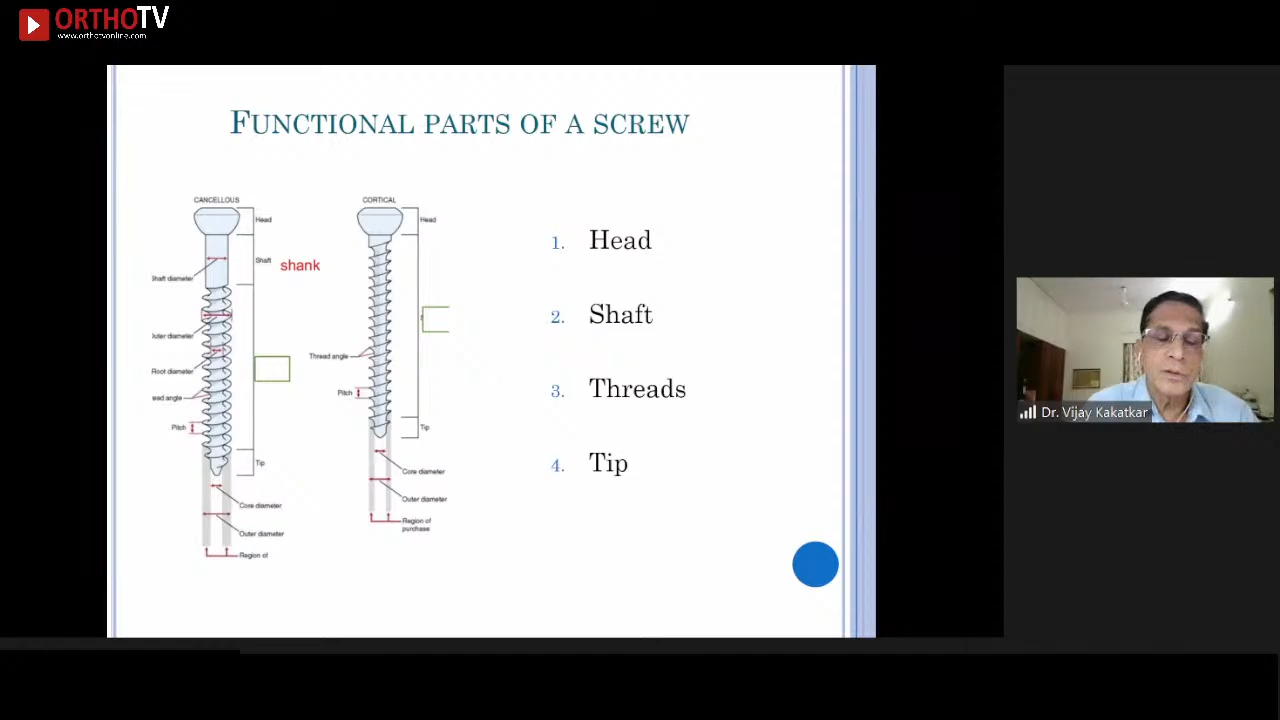 ORTHOTV
www.orthotvonline.com
FUNCTIONAL PARTS OF A SCREW
CANCELLOUS
CORTICAL
Head
Head
Shaft
shank
Shaft diameter
Outer diameter
Root diameter
ead angle
Pitch
Tip
Core diameter
Outer diameter
Region of
Thread angle
Pitch
Tip
Core diameter
Outer diameter
Region of
purchase
1. Head
2. Shaft
3. Threads
4. Tip
Dr. Vijay Kakatkar